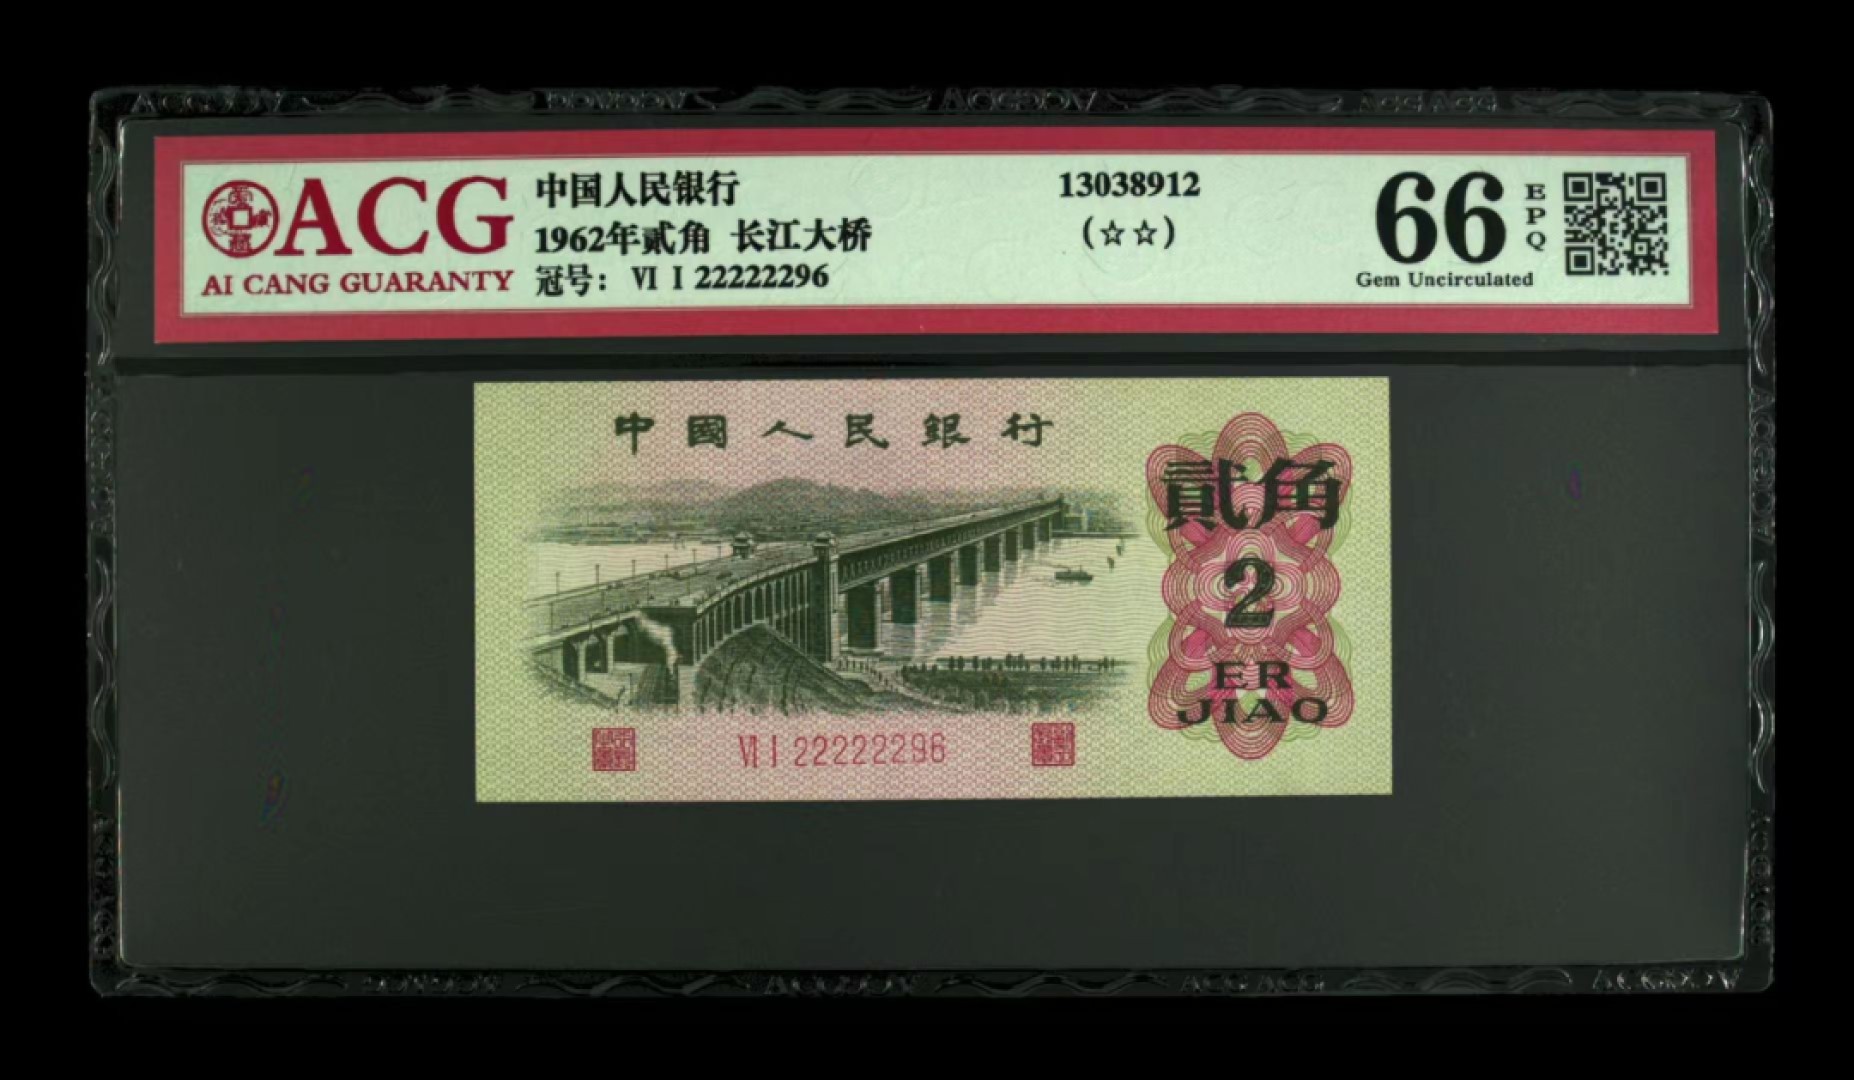 ACG
AI CANG GUARANTY
中国人民银行
1962年贰角 长江大桥
冠号: Ⅵ Ⅰ 22222296
13038912
(☆☆)
66
EPQ
Gem Uncirculated
中國人民銀行
貳角
2
ER
JIAO
Ⅵ Ⅰ 22222296